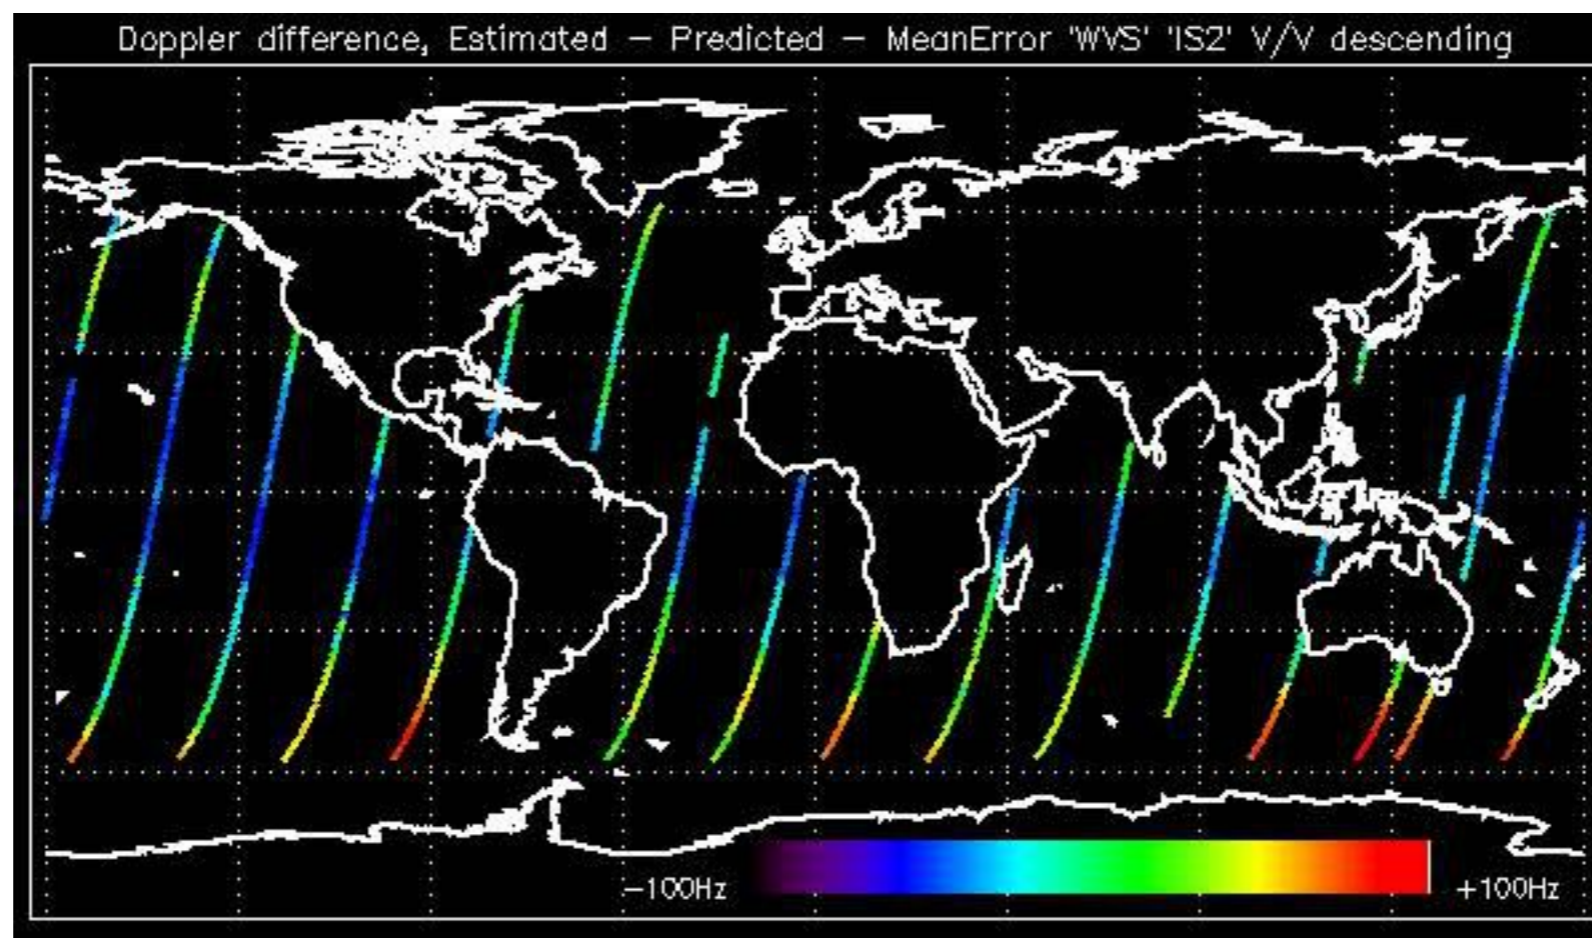 Doppler difference, Estimated – Predicted – MeanError 'WVS' 'IS2' V/V descending
–100Hz
+100Hz